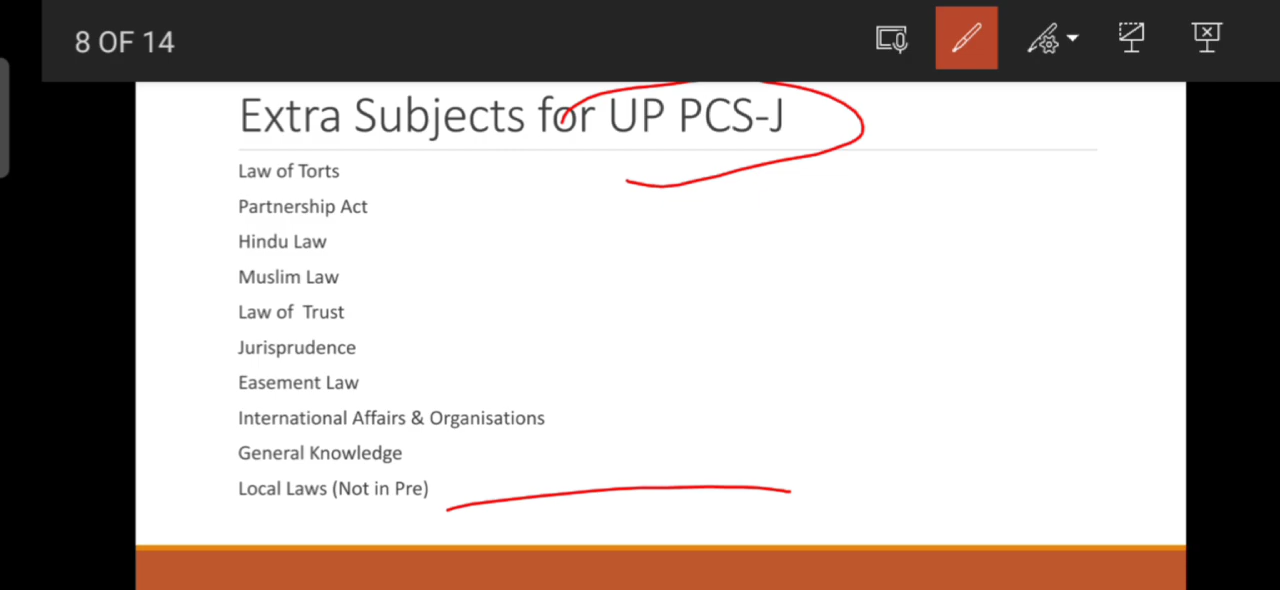 8 OF 14
Extra Subjects for UP PCS-J
Law of Torts
Partnership Act
Hindu Law
Muslim Law
Law of  Trust
Jurisprudence
Easement Law
International Affairs & Organisations
General Knowledge
Local Laws (Not in Pre)